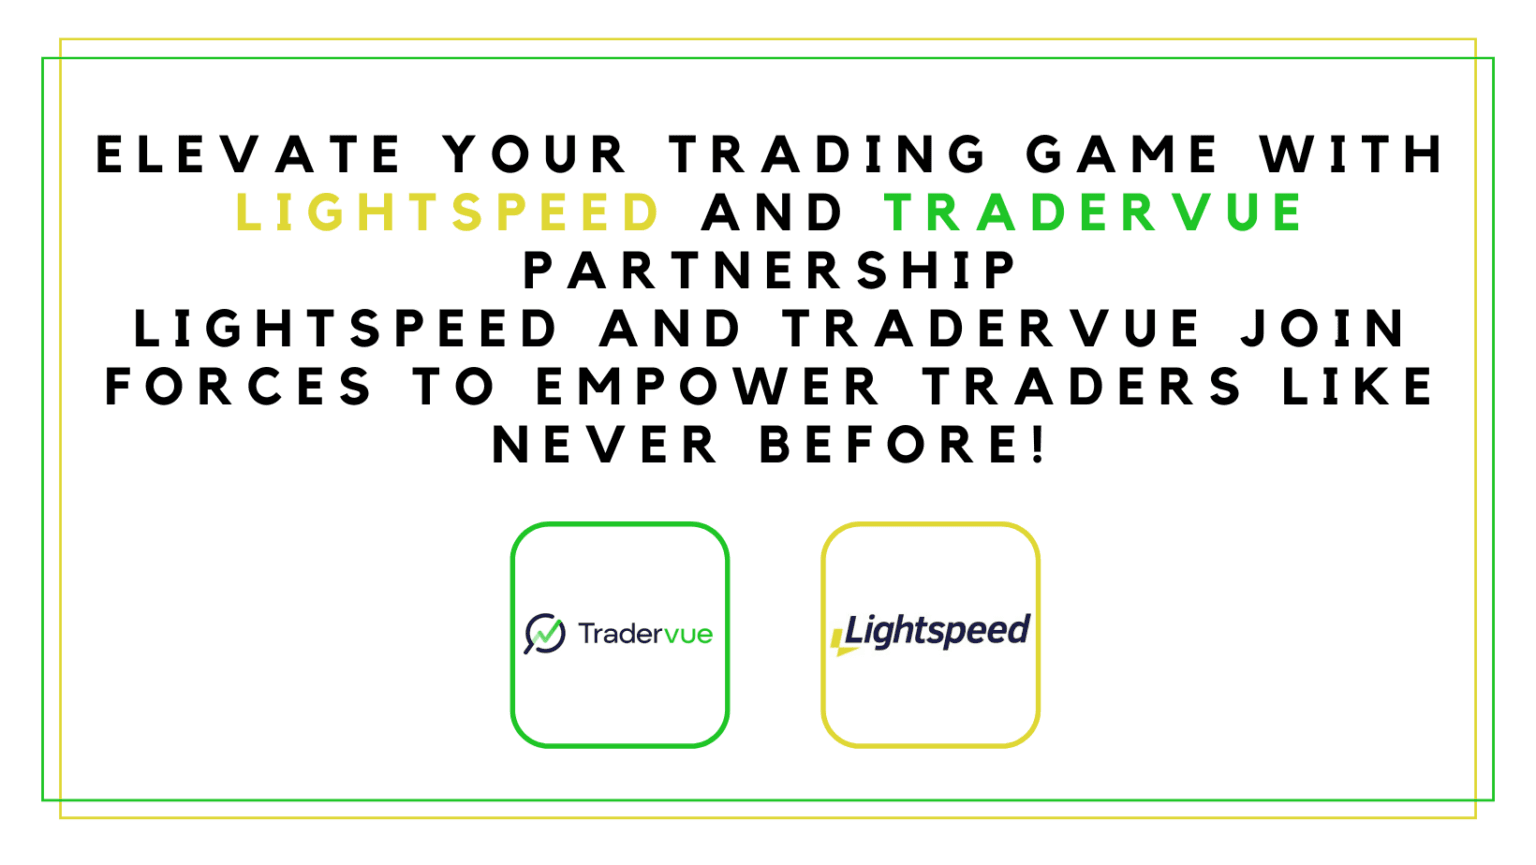 ELEVATE YOUR TRADING GAME WITH
LIGHTSPEED AND TRADERVUE
PARTNERSHIP
LIGHTSPEED AND TRADERVUE JOIN
FORCES TO EMPOWER TRADERS LIKE
NEVER BEFORE!
Tradervue
Lightspeed